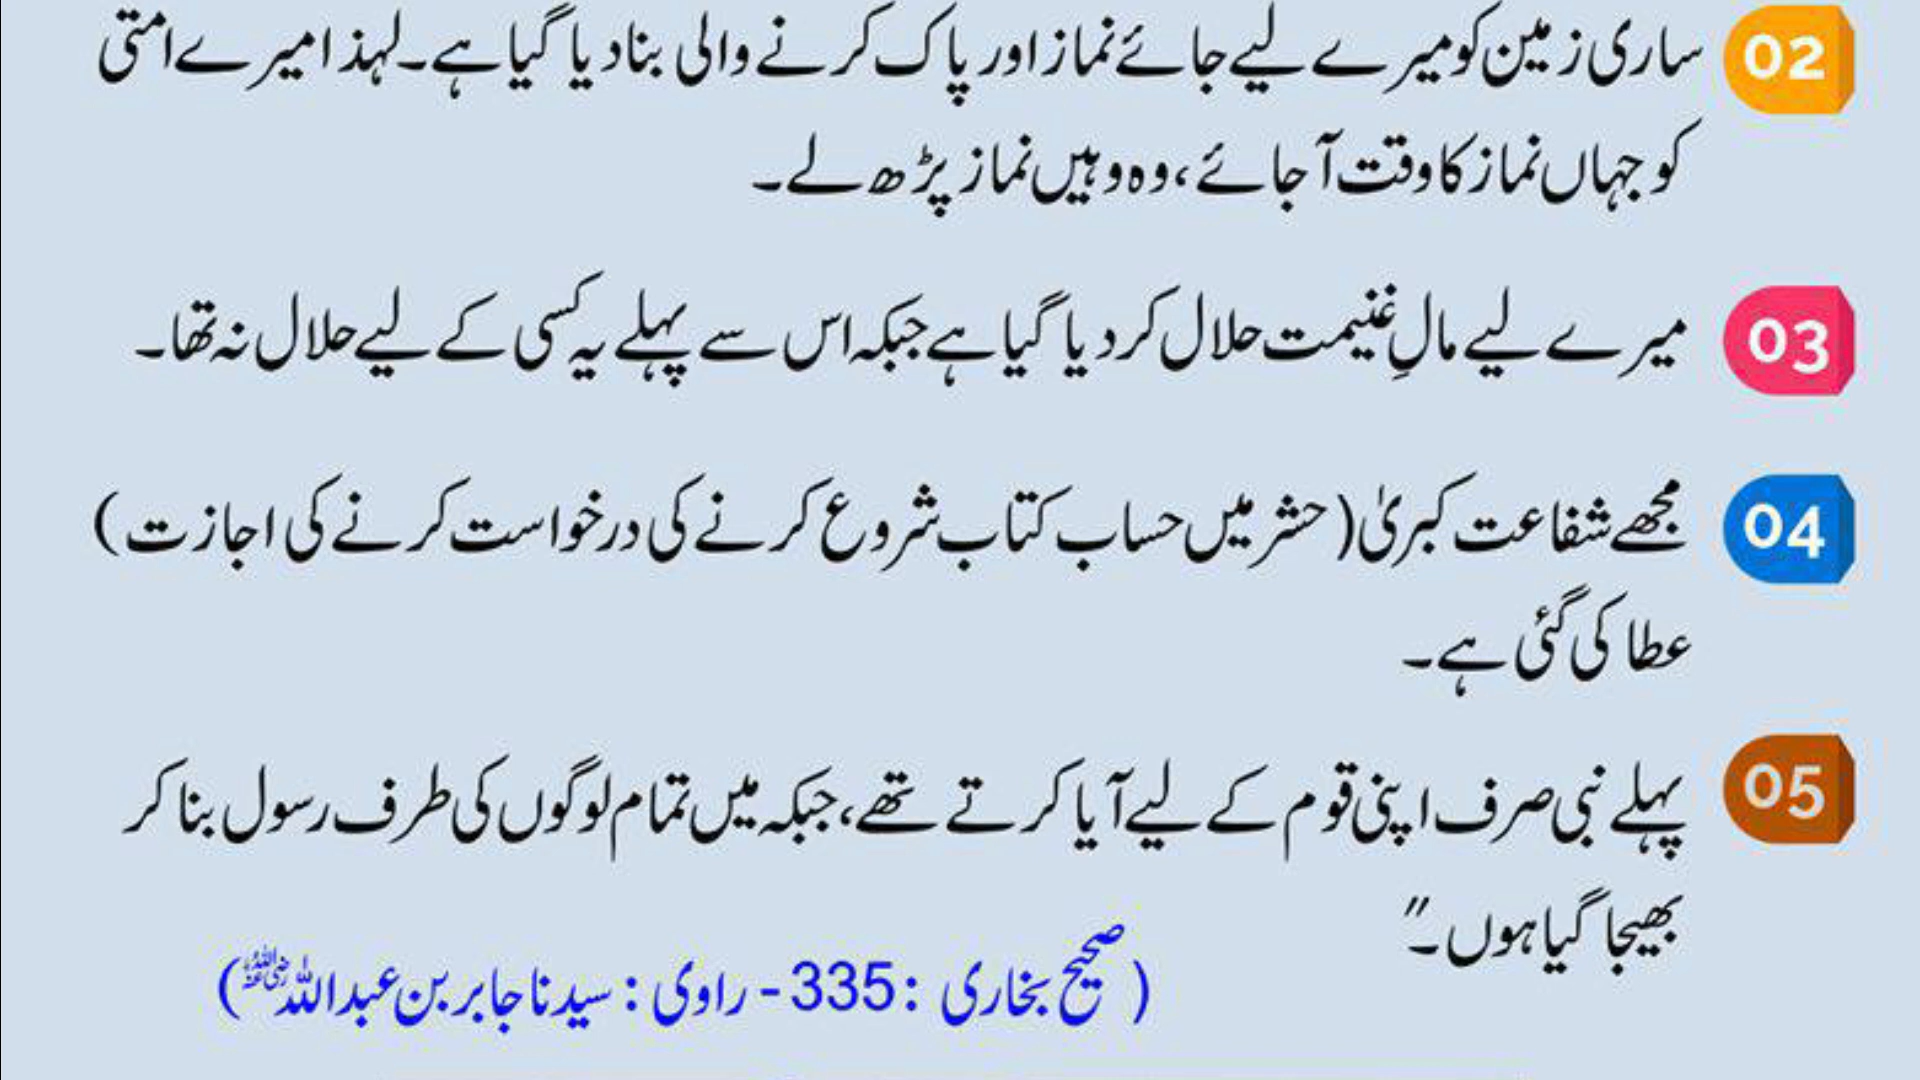 02 ساری زمین کو میرے لیے جائے نماز اور پاک کرنے والی بنا دیا گیا ہے۔ لہذا میرے امتی
کو جہاں نماز کا وقت آجائے، وہ وہیں نماز پڑھ لے۔
03 میرے لیے مالِ غنیمت حلال کر دیا گیا ہے جبکہ اس سے پہلے یہ کسی کے لیے حلال نہ تھا۔
04 مجھے شفاعت کبریٰ (حشر میں حساب کتاب شروع کرنے کی درخواست کرنے کی اجازت)
عطا کی گئی ہے۔
05 پہلے نبی صرف اپنی قوم کے لیے آیا کرتے تھے، جبکہ میں تمام لوگوں کی طرف رسول بنا کر
بھیجا گیا ہوں۔"
(صحیح بخاری : 335 - راوی : سیدنا جابر بن عبداللہ رضی اللہ عنہ)